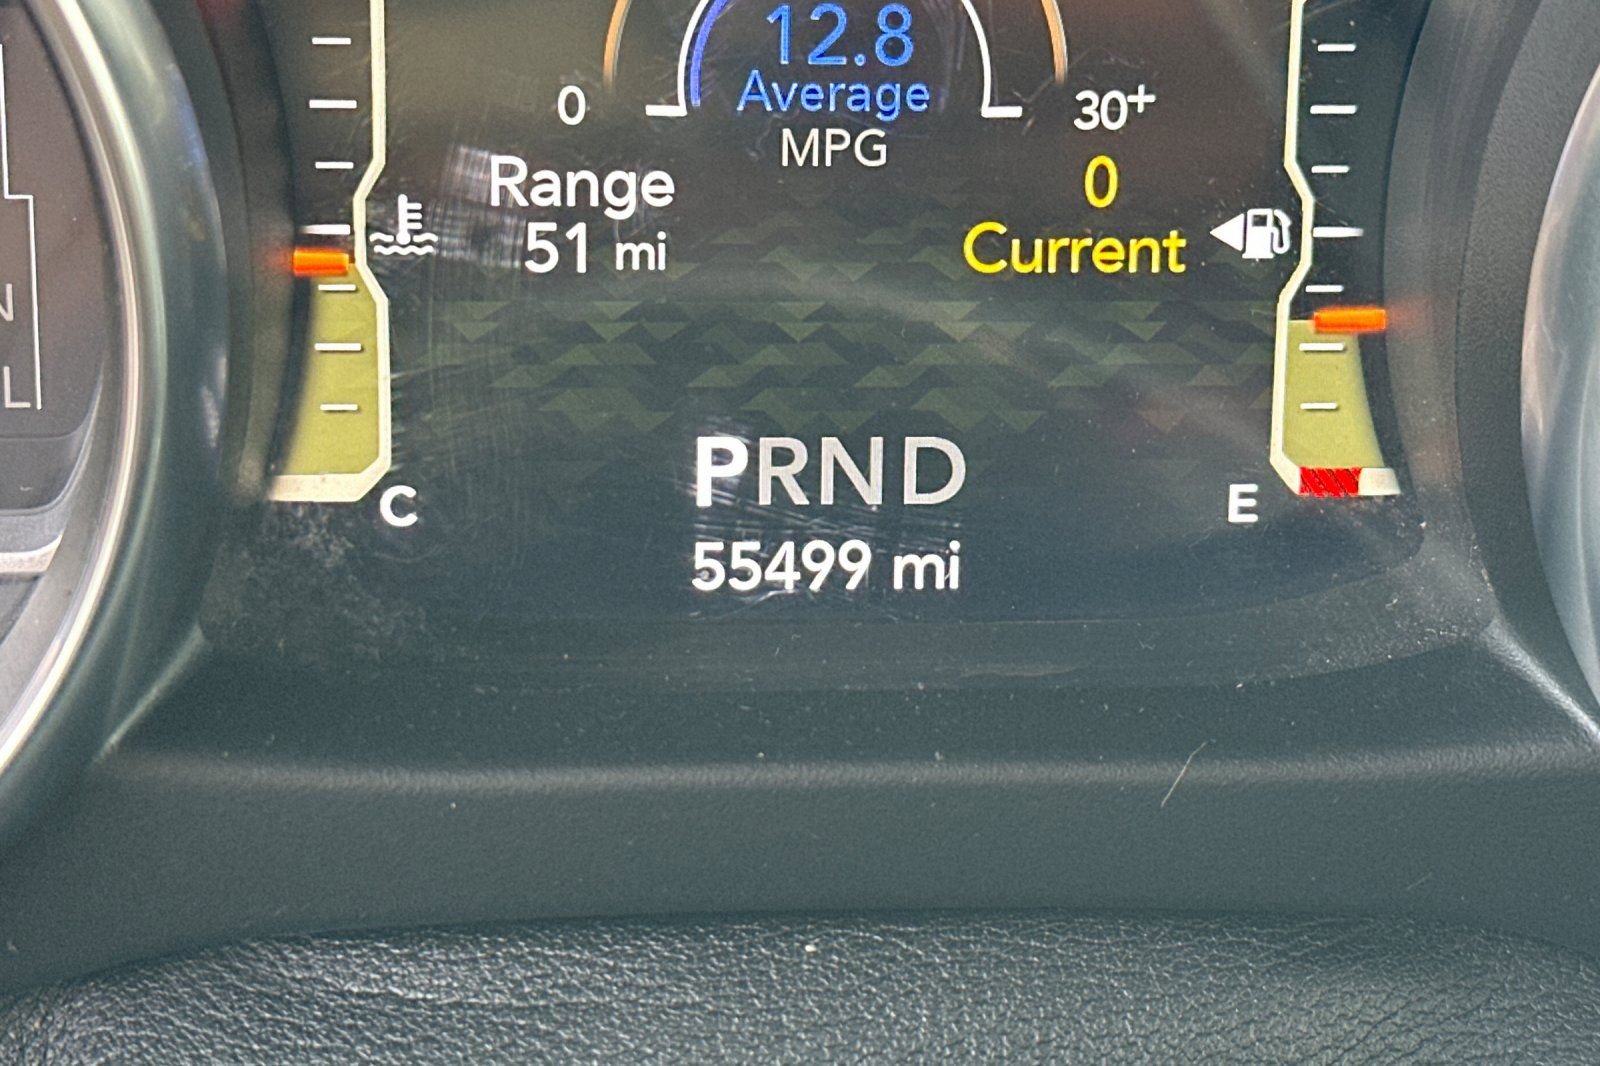 12.8
Average
0 30+
MPG
Range 0
51 mi Current
N
L
PRND
C E
55499 mi